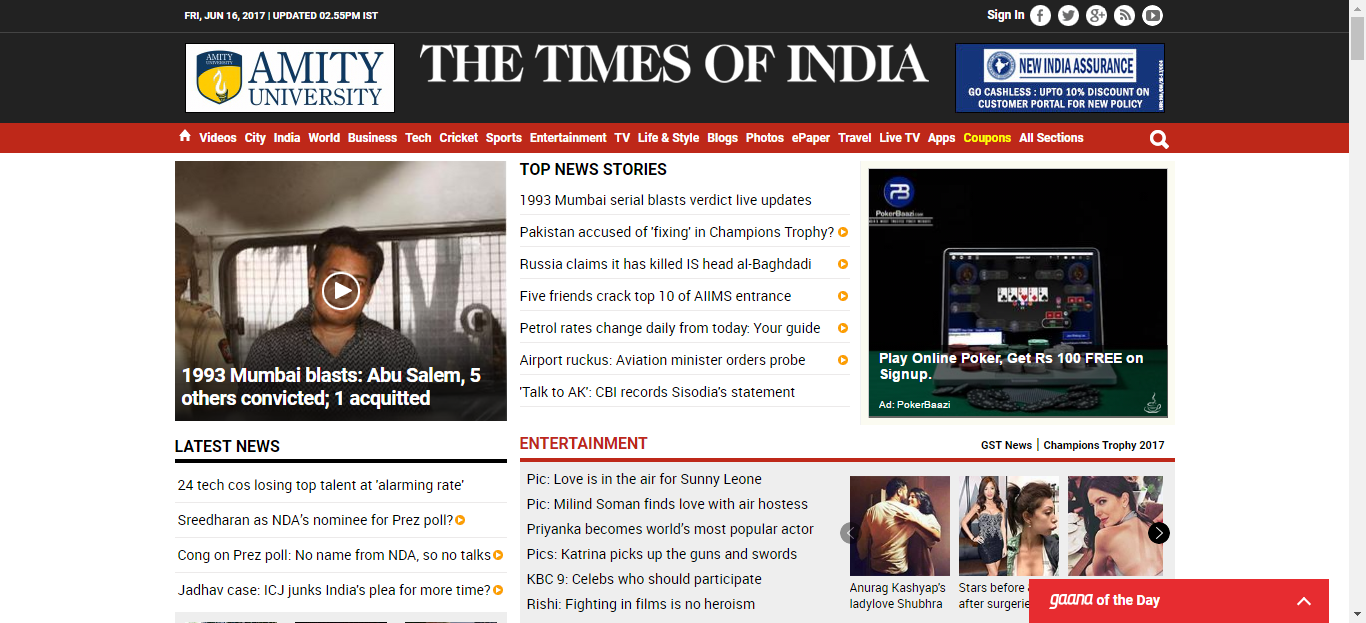 FRI, JUN 16, 2017 | UPDATED 02.55PM IST
Sign In
AMITY UNIVERSITY
AMITY
UNIVERSITY
THE TIMES OF INDIA
NEW INDIA ASSURANCE
GO CASHLESS : UPTO 10% DISCOUNT ON
CUSTOMER PORTAL FOR NEW POLICY
Videos City India World Business Tech Cricket Sports Entertainment TV Life & Style Blogs Photos ePaper Travel Live TV Apps Coupons All Sections
1993 Mumbai blasts: Abu Salem, 5
others convicted; 1 acquitted
TOP NEWS STORIES
1993 Mumbai serial blasts verdict live updates
Pakistan accused of 'fixing' in Champions Trophy?
Russia claims it has killed IS head al-Baghdadi
Five friends crack top 10 of AIIMS entrance
Petrol rates change daily from today: Your guide
Airport ruckus: Aviation minister orders probe
'Talk to AK': CBI records Sisodia's statement
PokerBaazi.com
Play Online Poker, Get Rs 100 FREE on
Signup.
Ad: PokerBaazi
LATEST NEWS
24 tech cos losing top talent at 'alarming rate'
Sreedharan as NDA's nominee for Prez poll?
Cong on Prez poll: No name from NDA, so no talks
Jadhav case: ICJ junks India's plea for more time?
ENTERTAINMENT
GST News | Champions Trophy 2017
Pic: Love is in the air for Sunny Leone
Pic: Milind Soman finds love with air hostess
Priyanka becomes world's most popular actor
Pics: Katrina picks up the guns and swords
KBC 9: Celebs who should participate
Rishi: Fighting in films is no heroism
Anurag Kashyap's
ladylove Shubhra
Stars before
after surgerie
gaana of the Day